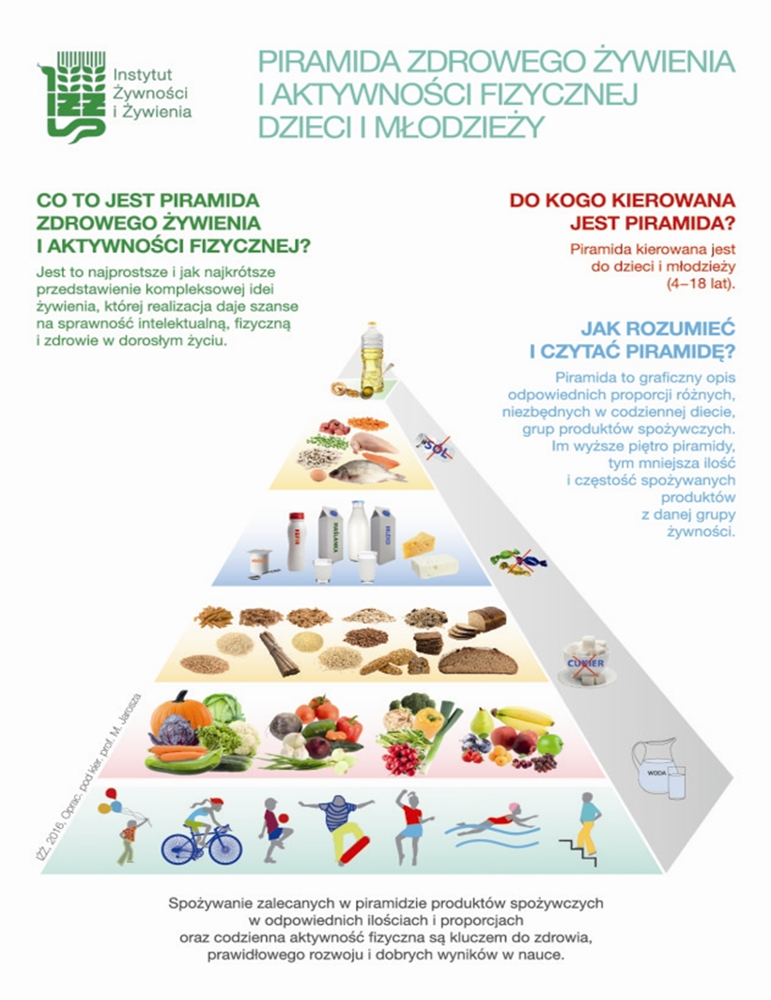 Instytut
Żywności
i Żywienia
PIRAMIDA ZDROWEGO ŻYWIENIA
I AKTYWNOŚCI FIZYCZNEJ
DZIECI I MŁODZIEŻY
CO TO JEST PIRAMIDA
ZDROWEGO ŻYWIENIA
I AKTYWNOŚCI FIZYCZNEJ?
Jest to najprostsze i jak najkrótsze
przedstawienie kompleksowej idei
żywienia, której realizacja daje szanse
na sprawność intelektualną, fizyczną
i zdrowie w dorosłym życiu.
DO KOGO KIEROWANA
JEST PIRAMIDA?
Piramida kierowana jest
do dzieci i młodzieży
(4–18 lat).
JAK ROZUMIEĆ
I CZYTAĆ PIRAMIDĘ?
Piramida to graficzny opis
odpowiednich proporcji różnych,
niezbędnych w codziennej diecie,
grup produktów spożywczych.
Im wyższe piętro piramidy,
tym mniejsza ilość
i częstość spożywanych
produktów
z danej grupy
żywności.
SÓL
KEFIR
MAŚLANKA
MLEKO
CUKIER
WODA
IŻŻ, 2016, Oprac. pod kier. prof. M. Jarosza
Spożywanie zalecanych w piramidzie produktów spożywczych
w odpowiednich ilościach i proporcjach
oraz codzienna aktywność fizyczna są kluczem do zdrowia,
prawidłowego rozwoju i dobrych wyników w nauce.